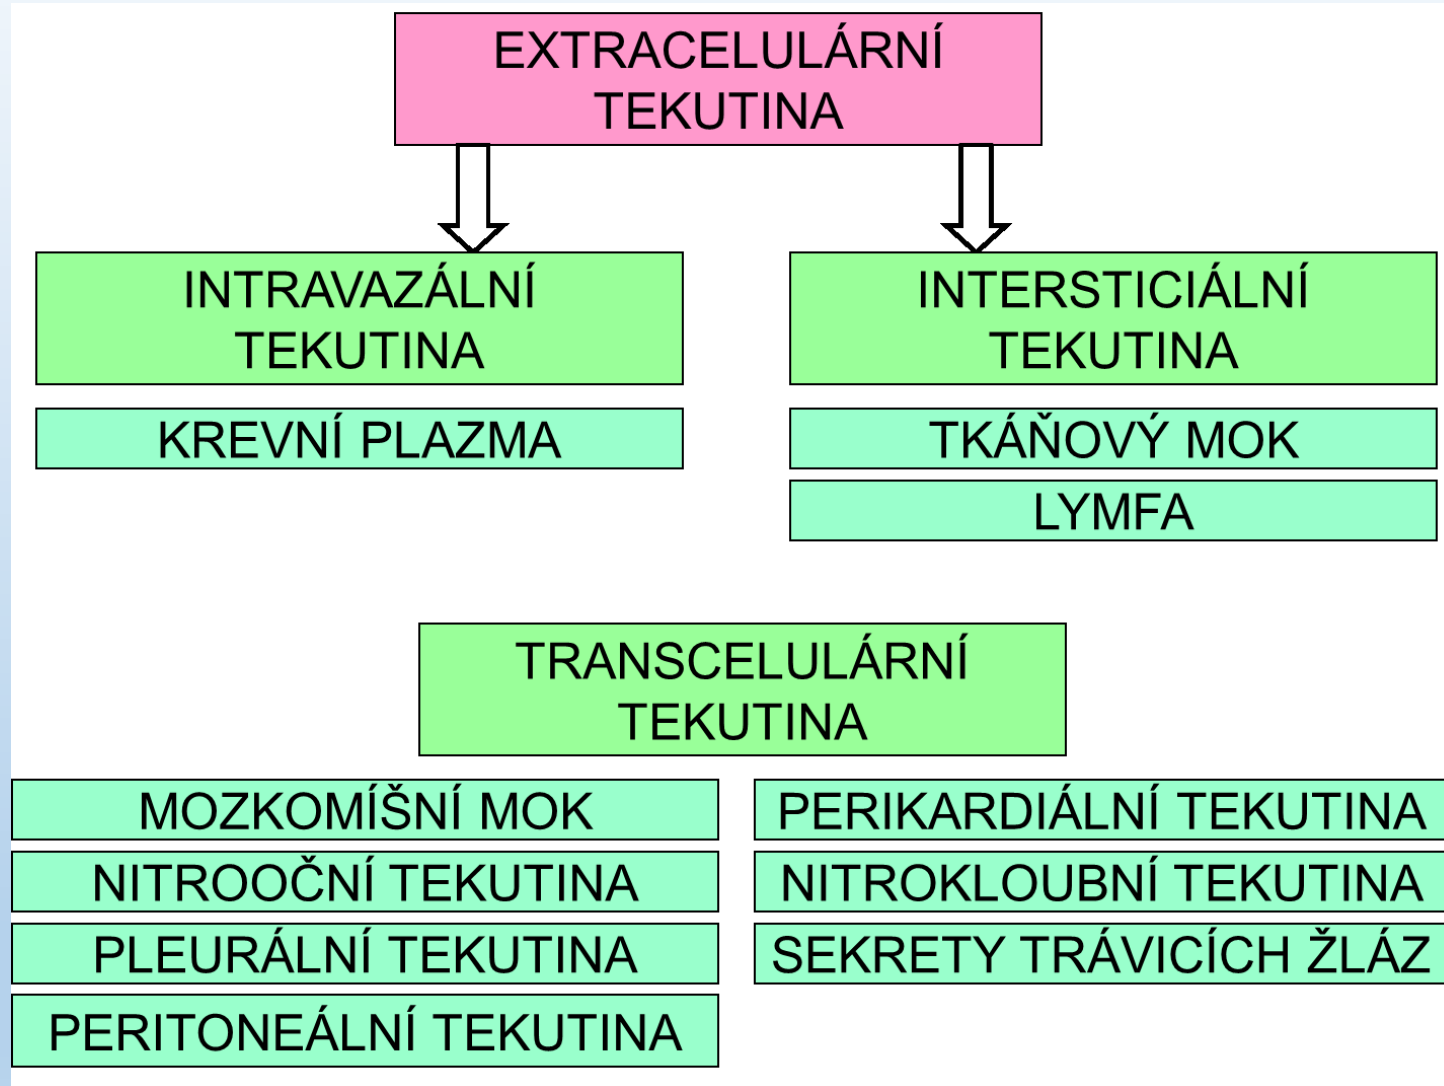 EXTRACELULÁRNÍ
TEKUTINA
INTRAVAZÁLNÍ
TEKUTINA
KREVNÍ PLAZMA
INTERSTICIÁLNÍ
TEKUTINA
TKÁŇOVÝ MOK
LYMFA
TRANSCELULÁRNÍ
TEKUTINA
MOZKOMÍŠNÍ MOK
NITROOČNÍ TEKUTINA
PLEURÁLNÍ TEKUTINA
PERITONEÁLNÍ TEKUTINA
PERIKARDIÁLNÍ TEKUTINA
NITROKLOUBNÍ TEKUTINA
SEKRETY TRÁVICÍCH ŽLÁZ